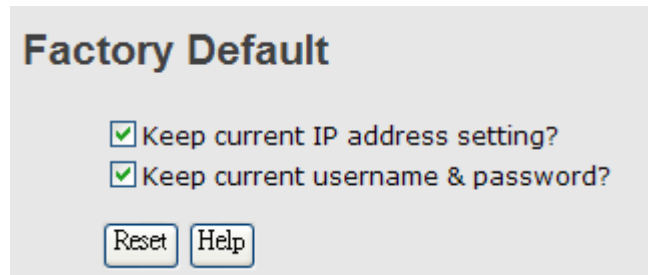 Factory Default
Keep current IP address setting?
Keep current username & password?
Reset Help